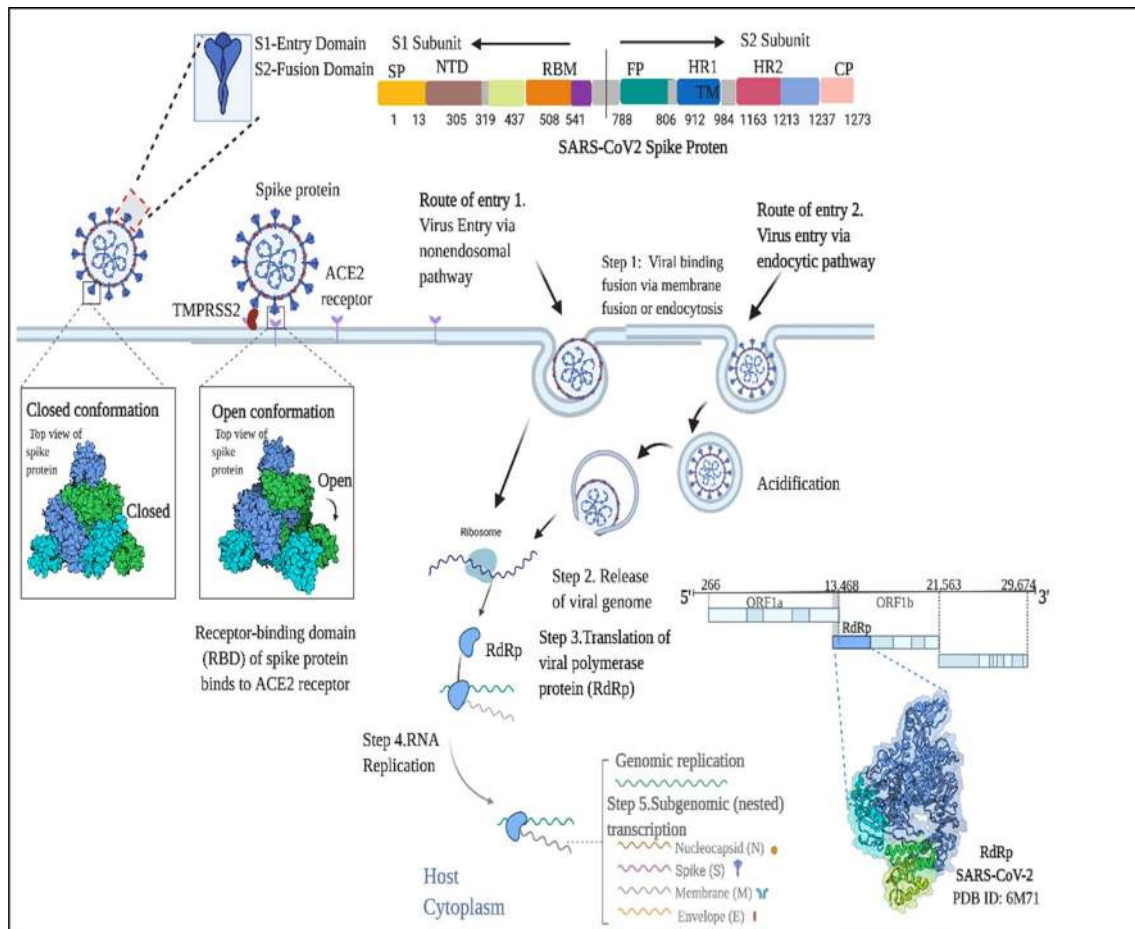 S1-Entry Domain
S2-Fusion Domain
S1 Subunit
S2 Subunit
SP NTD RBM FP HR1 HR2 CP
TM
1 13 305 319 437 508 541 788 806 912 984 1163 1213 1237 1273
SARS-CoV2 Spike Proten
Spike protein
ACE2
receptor
TMPRSS2
Route of entry 1.
Virus Entry via
nonendosomal
pathway
Step 1: Viral binding
fusion via membrane
fusion or endocytosis
Route of entry 2.
Virus entry via
endocytic pathway
Closed conformation
Top view of
spike
protein
Closed
Open conformation
Top view of
spike
protein
Open
Receptor-binding domain
(RBD) of spike protein
binds to ACE2 receptor
Acidification
Ribosome
Step 2. Release
of viral genome
RdRp
Step 3.Translation of
viral polymerase
protein (RdRp)
Step 4.RNA
Replication
266 13,468 21,563 29,674
5' 3'
ORF1a ORF1b
RdRp
Genomic replication
Step 5.Subgenomic (nested)
transcription
Nucleocapsid (N)
Spike (S)
Membrane (M)
Envelope (E)
Host
Cytoplasm
RdRp
SARS-CoV-2
PDB ID: 6M71